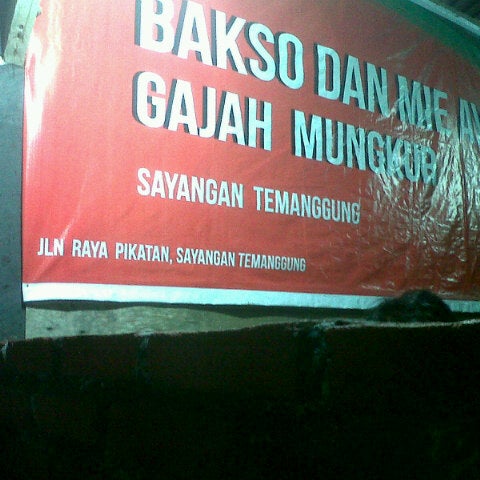 BAKSO DAN MIE
GAJAH MUNGKUR
SAYANGAN TEMANGGUNG
JLN RAYA PIKATAN, SAYANGAN TEMANGGUNG